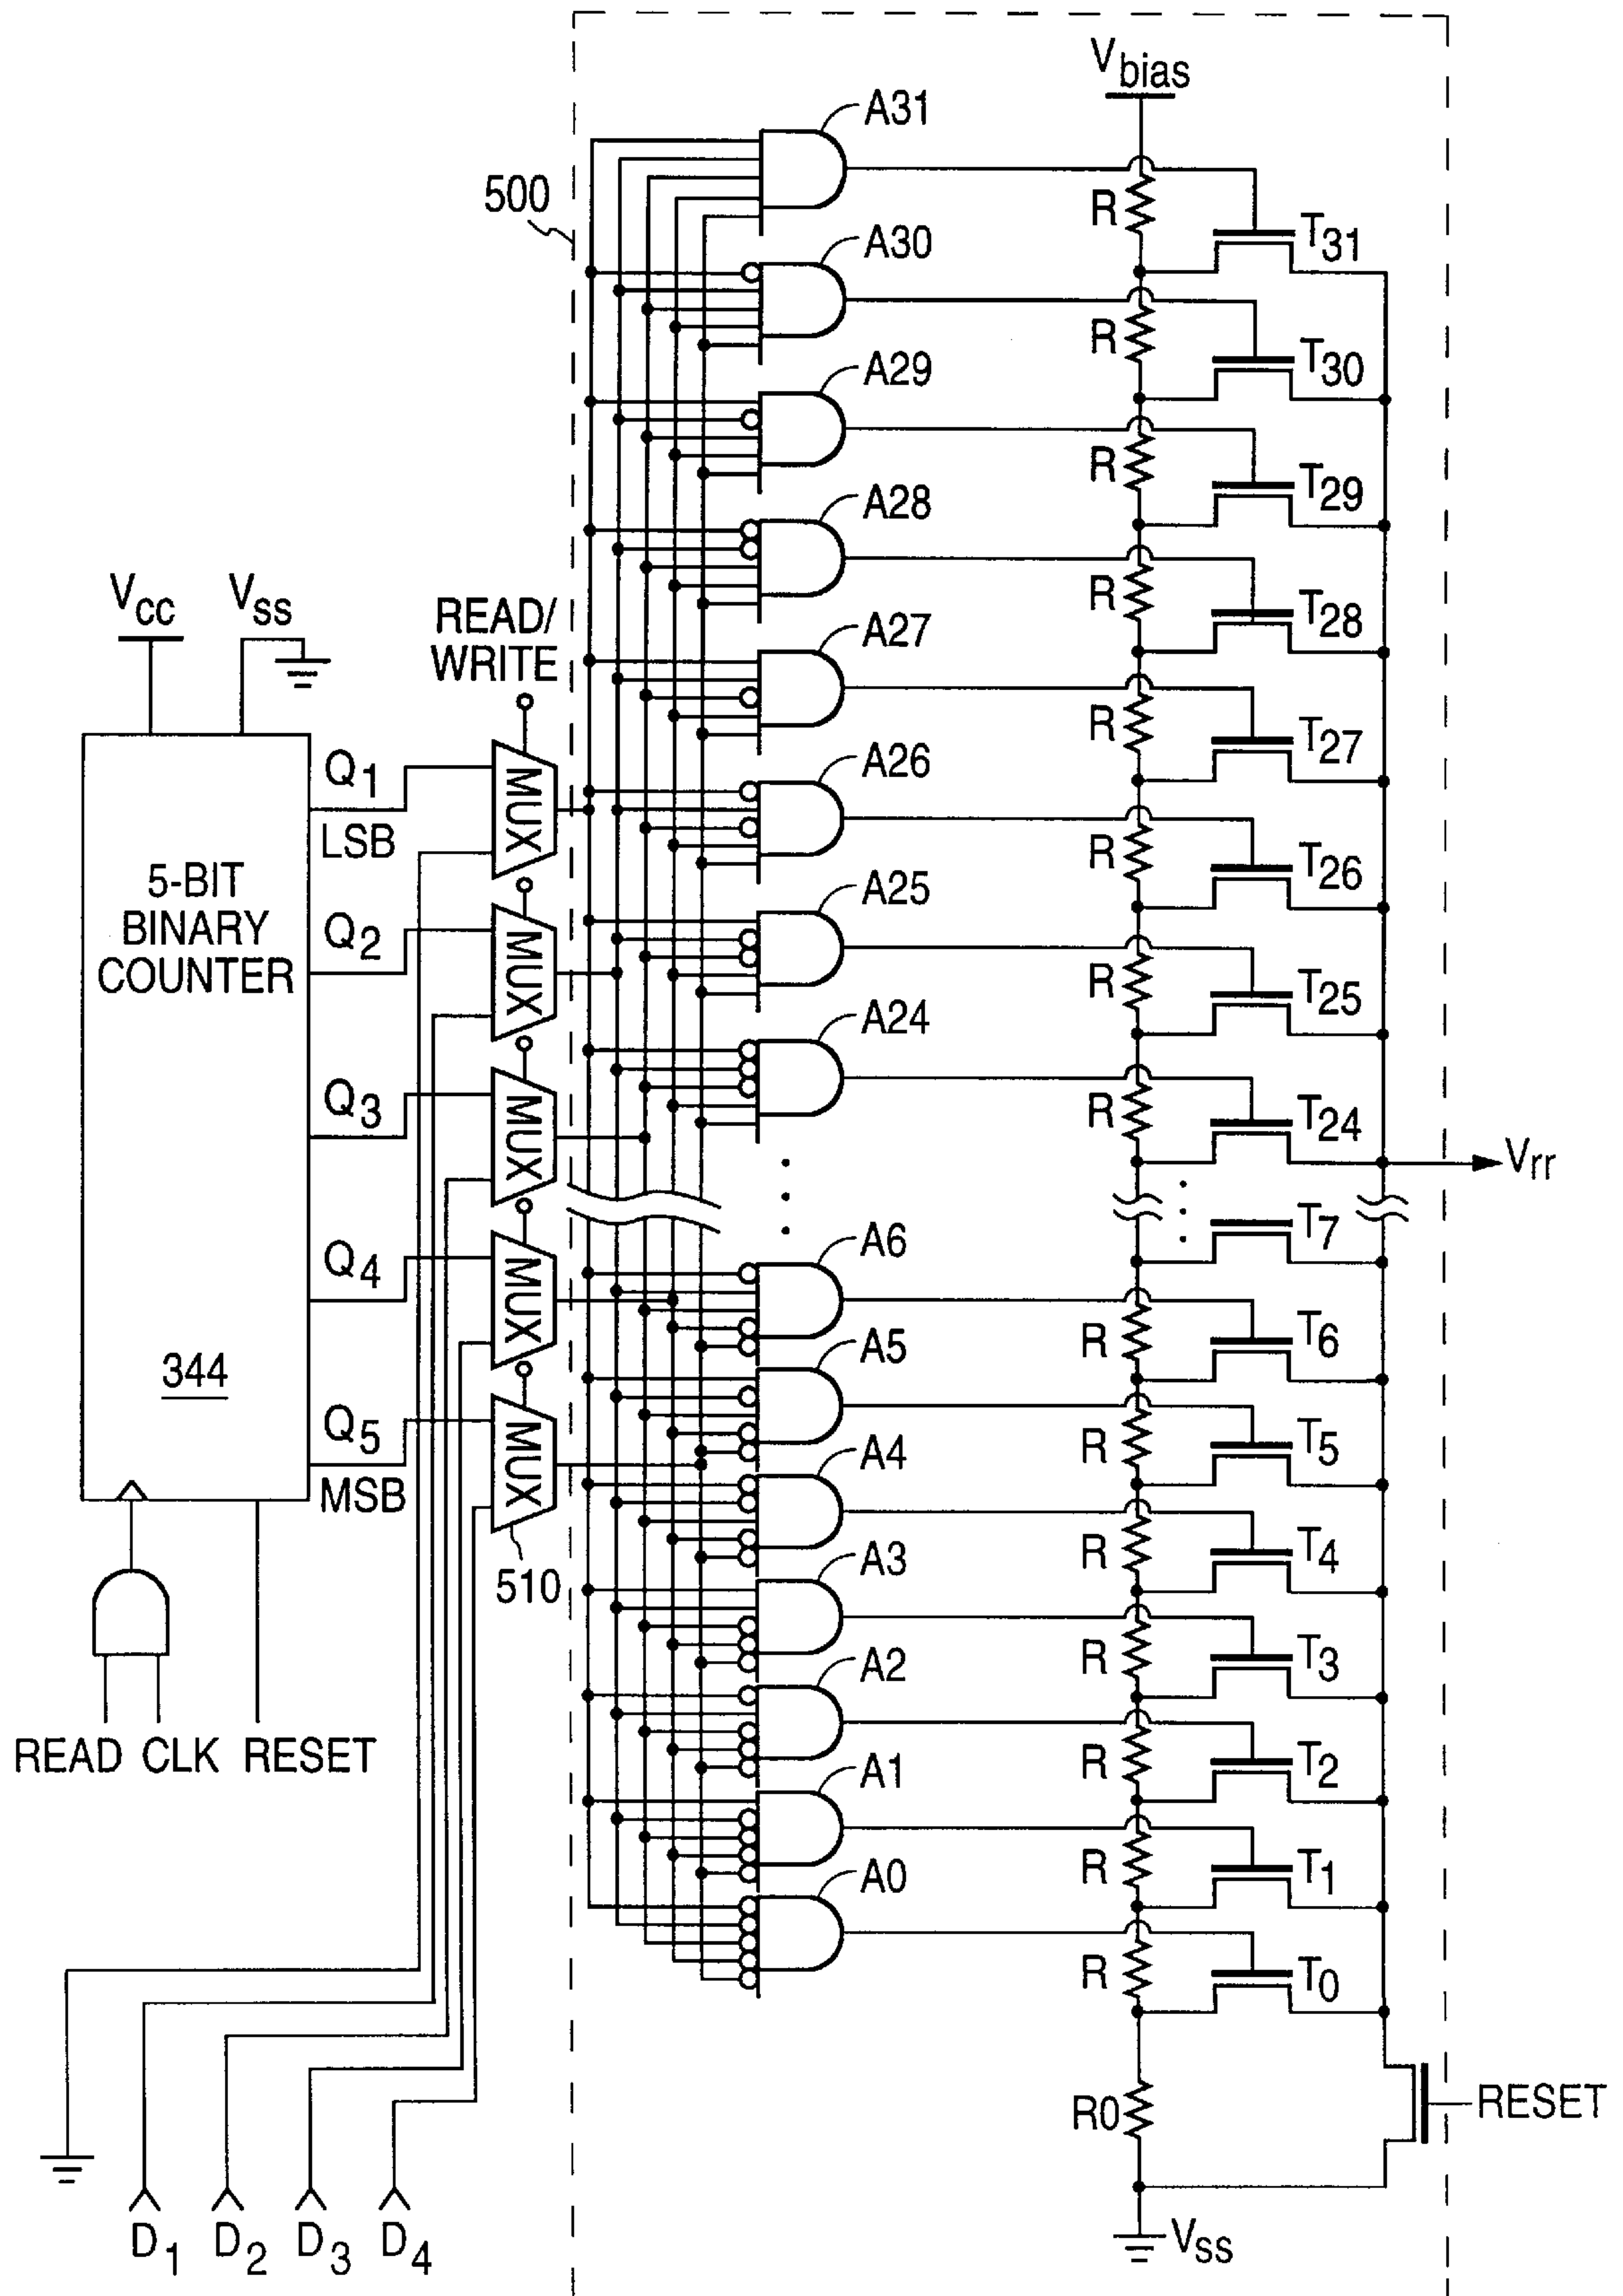 Vbias
A31
500
R
T31
A30
R
T30
A29
R
T29
A28
R
T28
Vcc
Vss
READ/
WRITE
A27
R
T27
Q1
LSB
MUX
A26
R
T26
5-BIT
BINARY
COUNTER
Q2
MUX
A25
R
T25
A24
Q3
MUX
R
T24
Vrr
T7
Q4
MUX
A6
R
T6
344
A5
Q5
MSB
MUX
R
T5
A4
510
R
T4
A3
R
T3
READ CLK RESET
A2
R
T2
A1
R
T1
A0
R
T0
R0
RESET
D1
D2
D3
D4
Vss